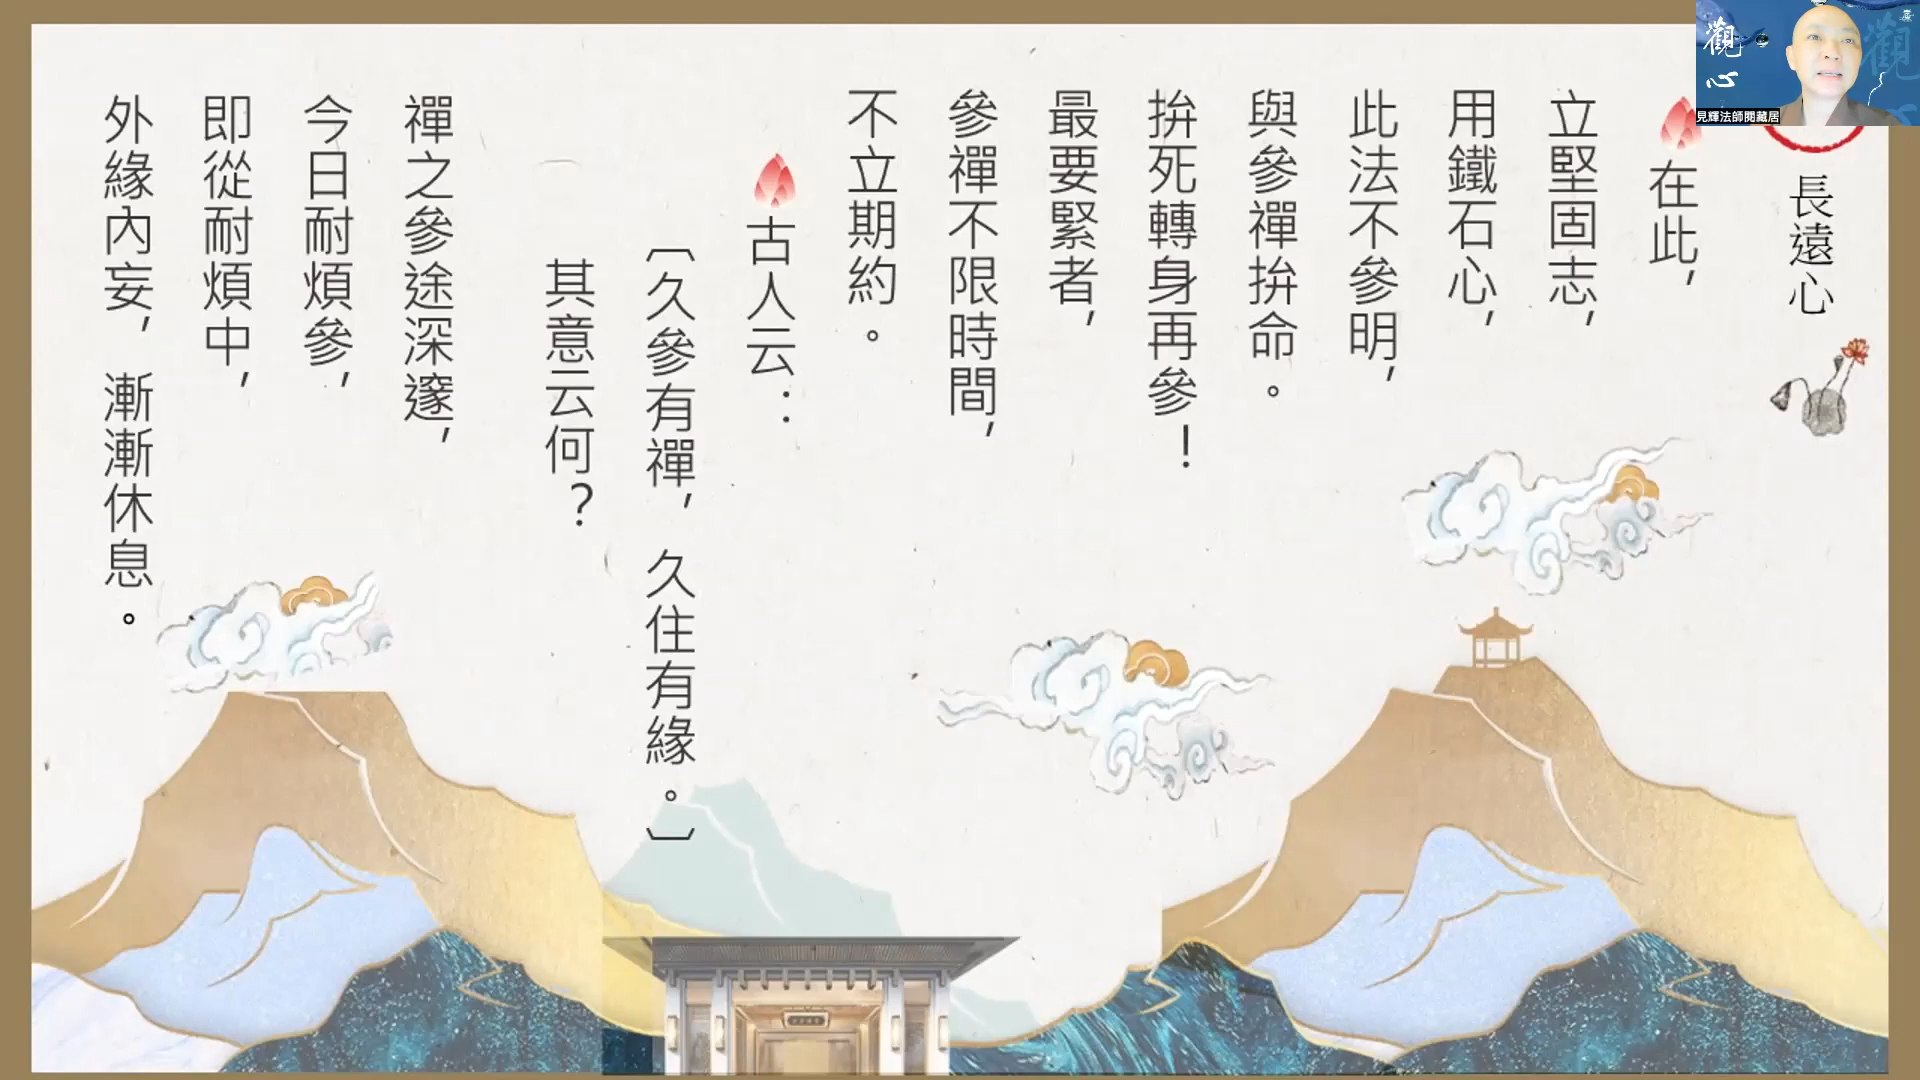 長遠心
在此，
立堅固志，
用鐵石心，
此法不參明，
與參禪拚命。
拚死轉身再參！
最要緊者，
參禪不限時間，
不立期約。
古人云：
〔久參有禪，久住有緣。〕
其意云何？
禪之參途深邃，
今日耐煩參，
即從耐煩中，
外緣內妄，漸漸休息。
觀心
見輝法師閱藏居